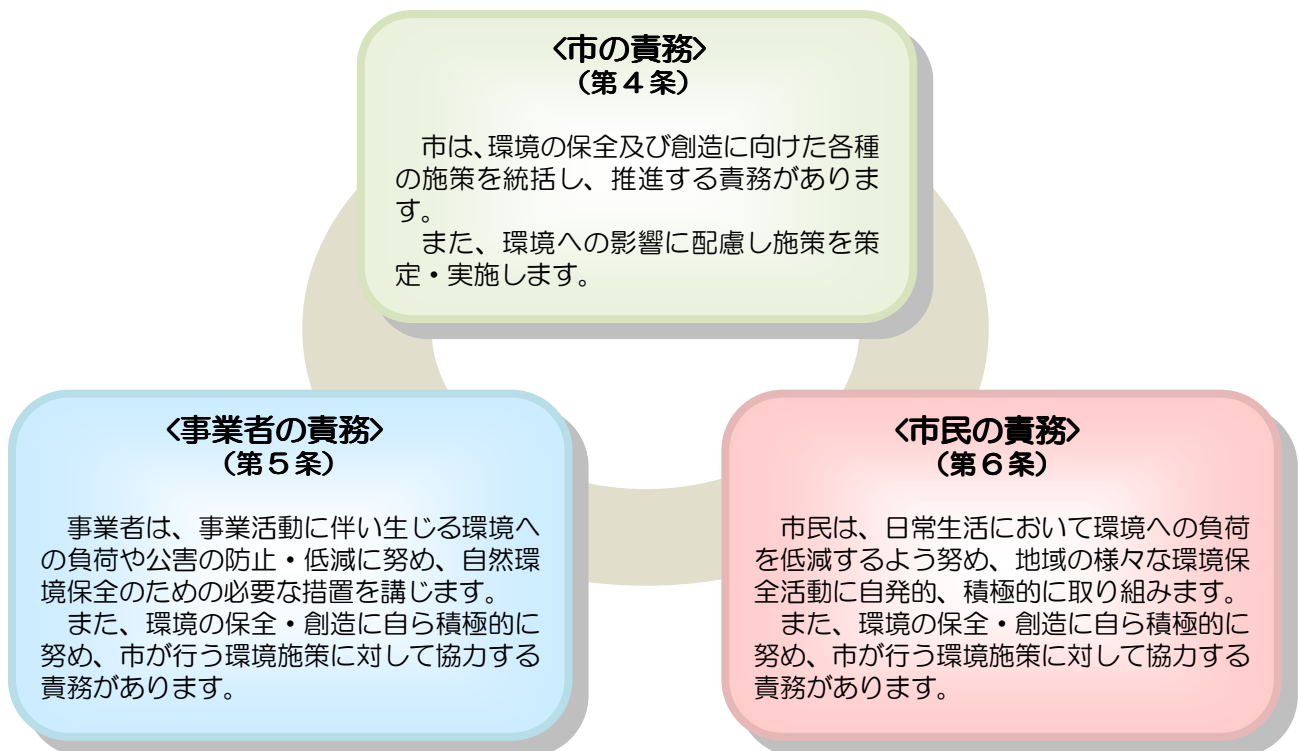 <市の責務>
（第４条）
　市は、環境の保全及び創造に向けた各種
の施策を統括し、推進する責務がありま
す。
　また、環境への影響に配慮し施策を策
定・実施します。
<事業者の責務>
（第５条）
　事業者は、事業活動に伴い生じる環境へ
の負荷や公害の防止・低減に努め、自然環
境保全のための必要な措置を講じます。
　また、環境の保全・創造に自ら積極的に
努め、市が行う環境施策に対して協力する
責務があります。
<市民の責務>
（第６条）
　市民は、日常生活において環境への負荷
を低減するよう努め、地域の様々な環境保
全活動に自発的、積極的に取り組みます。
　また、環境の保全・創造に自ら積極的に
努め、市が行う環境施策に対して協力する
責務があります。